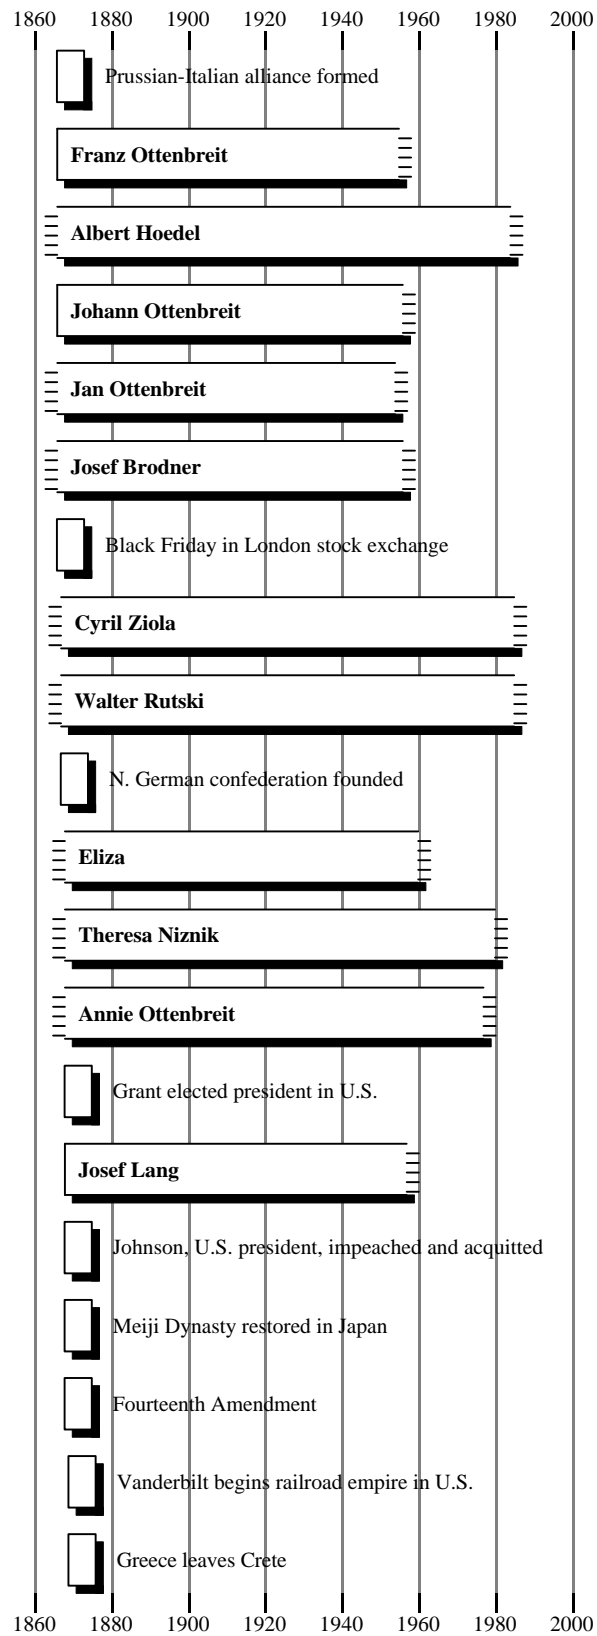 1860 1880 1900 1920 1940 1960 1980 2000
Prussian-Italian alliance formed
Franz Ottenbreit
Albert Hoedel
Johann Ottenbreit
Jan Ottenbreit
Josef Brodner
Black Friday in London stock exchange
Cyril Ziola
Walter Rutski
N. German confederation founded
Eliza
Theresa Niznik
Annie Ottenbreit
Grant elected president in U.S.
Josef Lang
Johnson, U.S. president, impeached and acquitted
Meiji Dynasty restored in Japan
Fourteenth Amendment
Vanderbilt begins railroad empire in U.S.
Greece leaves Crete
1860 1880 1900 1920 1940 1960 1980 2000